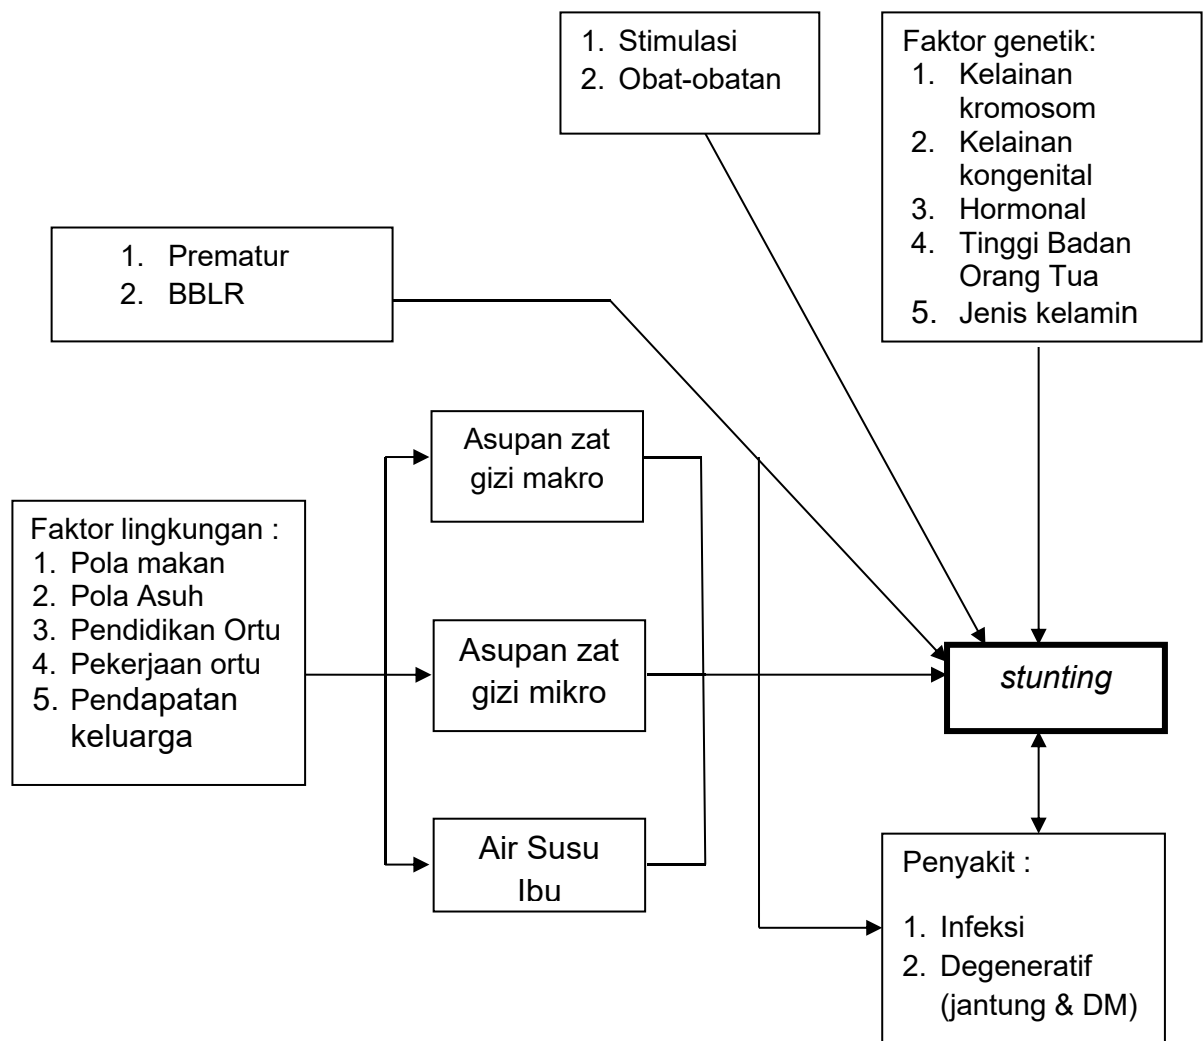 1. Stimulasi
2. Obat-obatan
Faktor genetik:
1. Kelainan
kromosom
2. Kelainan
kongenital
3. Hormonal
4. Tinggi Badan
Orang Tua
5. Jenis kelamin
1. Prematur
2. BBLR
Asupan zat
gizi makro
Faktor lingkungan :
1. Pola makan
2. Pola Asuh
3. Pendidikan Ortu
4. Pekerjaan ortu
5. Pendapatan
keluarga
Asupan zat
gizi mikro
stunting
Air Susu
Ibu
Penyakit :
1. Infeksi
2. Degeneratif
(jantung & DM)